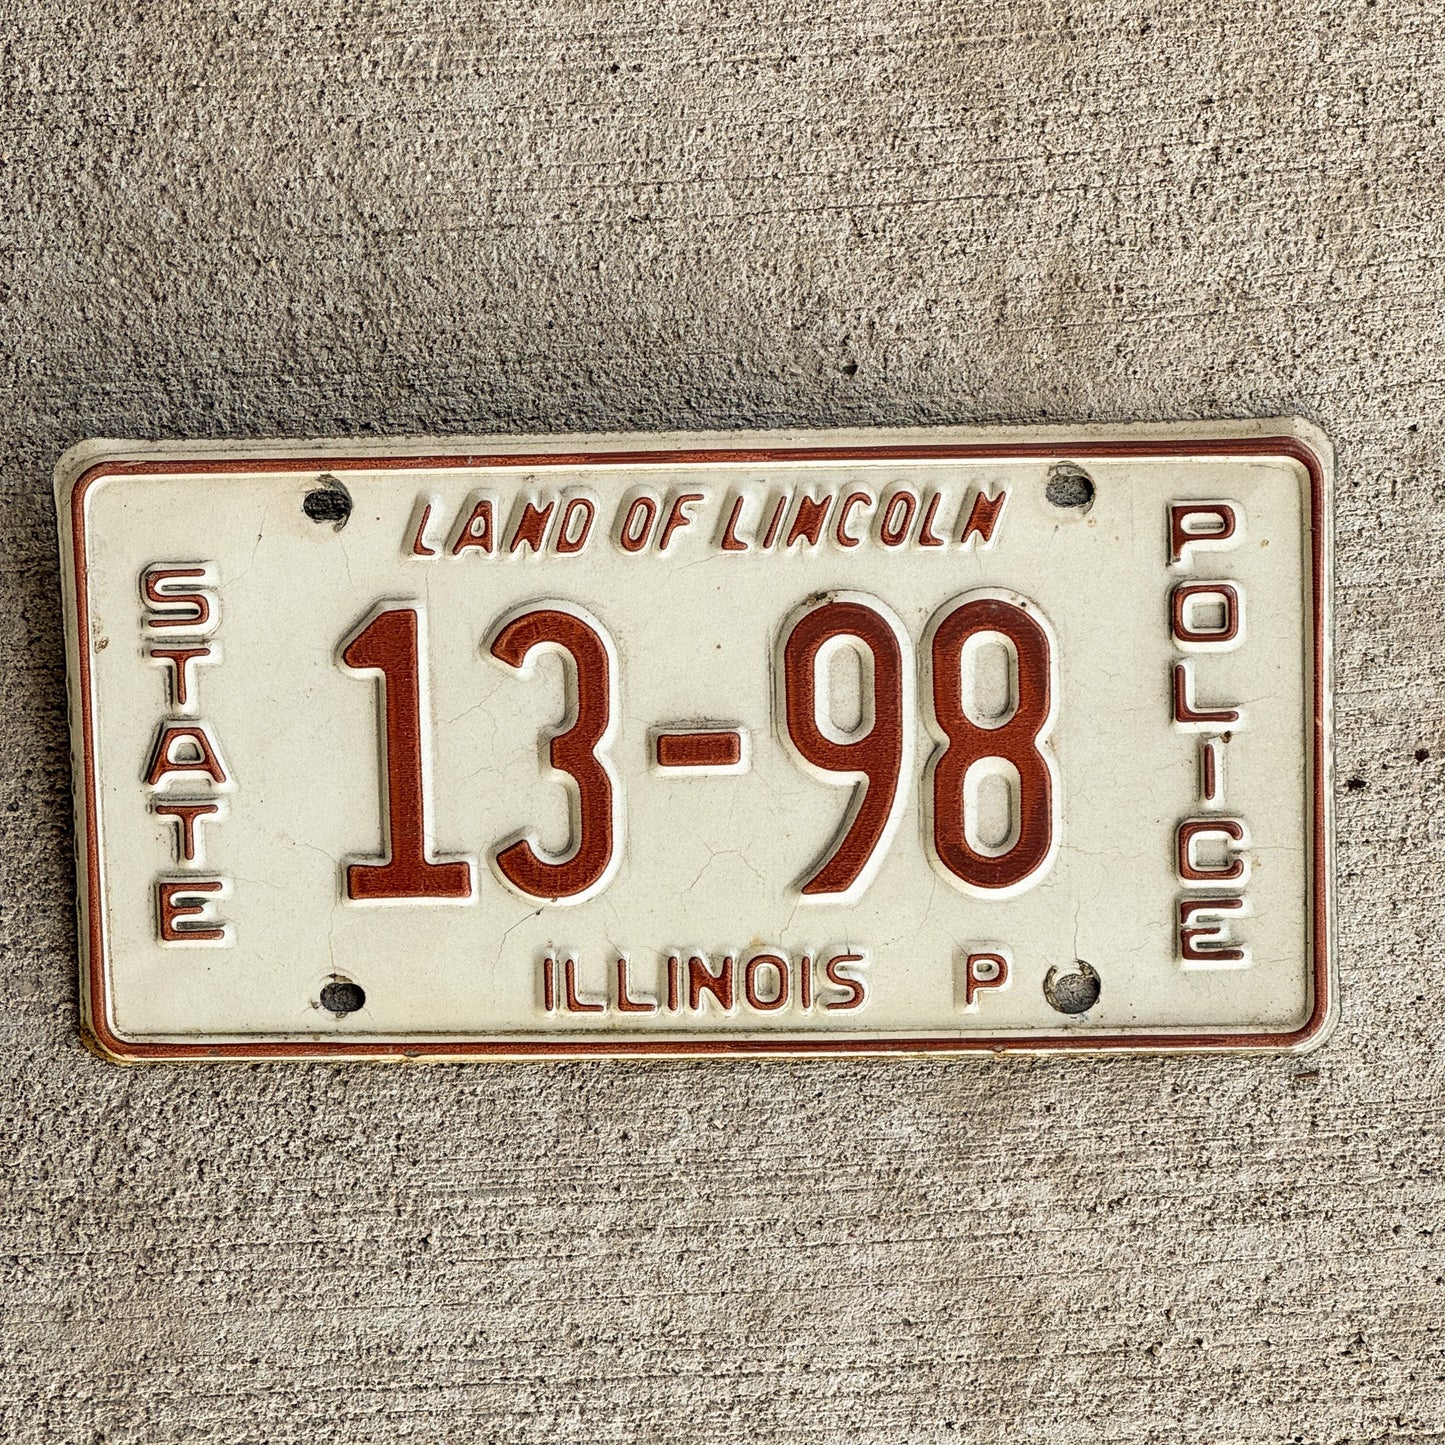 LAND OF LINCOLN
STATE
13-98
POLICE
ILLINOIS P